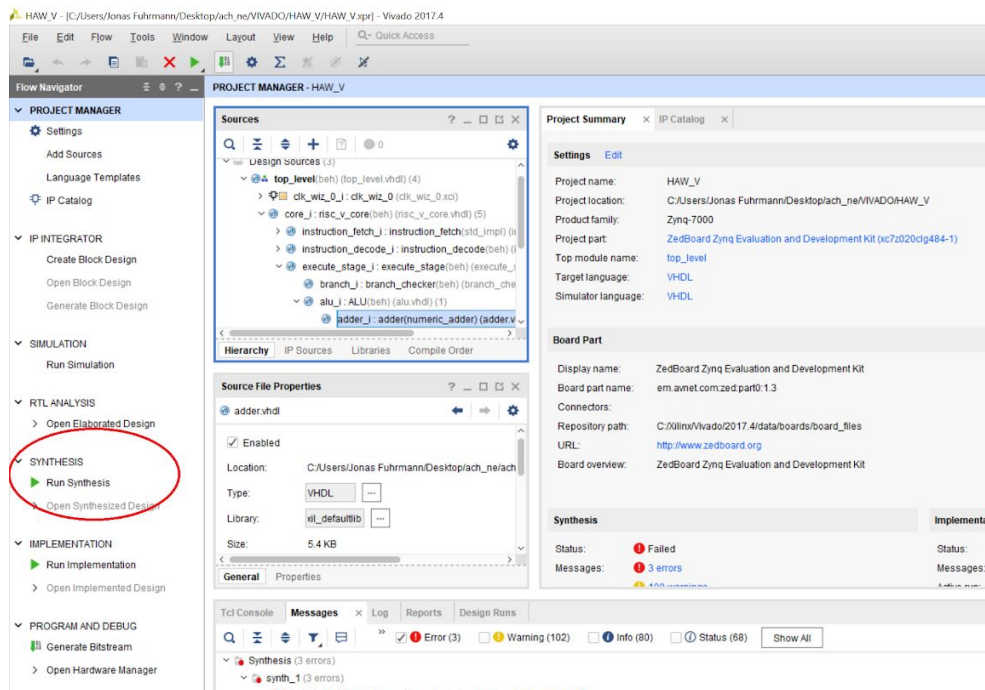 HAW_V - [C:/Users/Jonas Fuhrmann/Desktop/ach_ne/VIVADO/HAW_V/HAW_V.xpr] - Vivado 2017.4
File Edit Flow Tools Window Layout View Help Q- Quick Access
Flow Navigator
PROJECT MANAGER
Settings
Add Sources
Language Templates
IP Catalog
IP INTEGRATOR
Create Block Design
Open Block Design
Generate Block Design
SIMULATION
Run Simulation
RTL ANALYSIS
Open Elaborated Design
SYNTHESIS
Run Synthesis
Open Synthesized Design
IMPLEMENTATION
Run Implementation
Open Implemented Design
PROGRAM AND DEBUG
Generate Bitstream
Open Hardware Manager
PROJECT MANAGER - HAW_V
Sources
0
Design Sources (3)
top_level(beh) (top_level.vhdl) (4)
clk_wiz_0_i : clk_wiz_0 (clk_wiz_0.xci)
core_i : risc_v_core(beh) (risc_v_core.vhdl) (5)
instruction_fetch_i : instruction_fetch(std_impl) (i
instruction_decode_i : instruction_decode(beh) (i
execute_stage_i : execute_stage(beh) (execute_s
branch_i : branch_checker(beh) (branch_che
alu_i : ALU(beh) (alu.vhdl) (1)
adder_i : adder(numeric_adder) (adder.v
Hierarchy IP Sources Libraries Compile Order
Source File Properties
adder.vhdl
Enabled
Location: C:/Users/Jonas Fuhrmann/Desktop/ach_ne/ach
Type: VHDL ...
Library: xil_defaultlib ...
Size: 5.4 KB
General Properties
Project Summary IP Catalog
Settings Edit
Project name: HAW_V
Project location: C:/Users/Jonas Fuhrmann/Desktop/ach_ne/VIVADO/HAW_V
Product family: Zynq-7000
Project part: ZedBoard Zynq Evaluation and Development Kit (xc7z020clg484-1)
Top module name: top_level
Target language: VHDL
Simulator language: VHDL
Board Part
Display name: ZedBoard Zynq Evaluation and Development Kit
Board part name: em.avnet.com:zed:part0:1.3
Connectors:
Repository path: C:/Xilinx/Vivado/2017.4/data/boards/board_files
URL: http://www.zedboard.org
Board overview: ZedBoard Zynq Evaluation and Development Kit
Synthesis
Status: Failed
Messages: 3 errors
Implementa
Status:
Messages:
Tcl Console Messages Log Reports Design Runs
Error (3) Warning (102) Info (80) Status (68) Show All
Synthesis (3 errors)
synth_1 (3 errors)